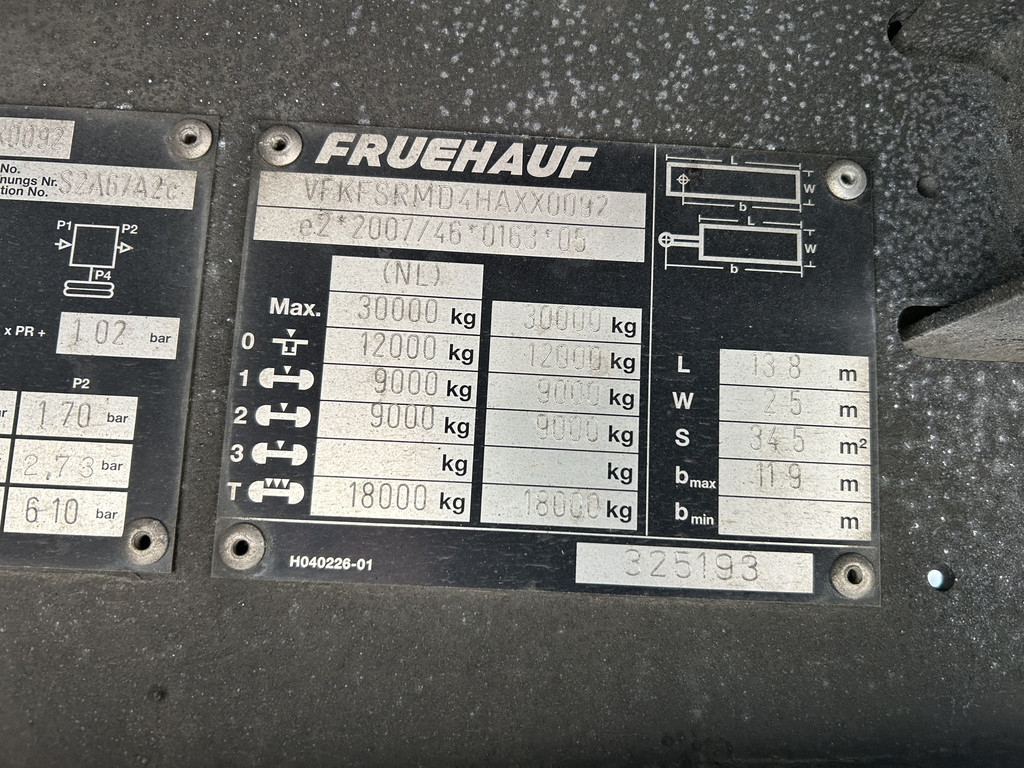 0092
No.
nungs Nr.
tion No.
P1
P2
P4
x PR +
1.02 bar
P2
1.70 bar
2.73 bar
6.10 bar
FRUEHAUF
VFKFSRMD4HAXX0092
e2*2007/46*0163*05
(NL)
Max. 30000 kg 30000 kg
0 12000 kg 12000 kg
1 9000 kg 9000 kg
2 9000 kg 9000 kg
3 kg kg
T 18000 kg 18000 kg
H040226-01
L
W
b
L
W
b
L 13.8 m
W 2.5 m
S 34.5 m²
bmax 11.9 m
bmin m
325193